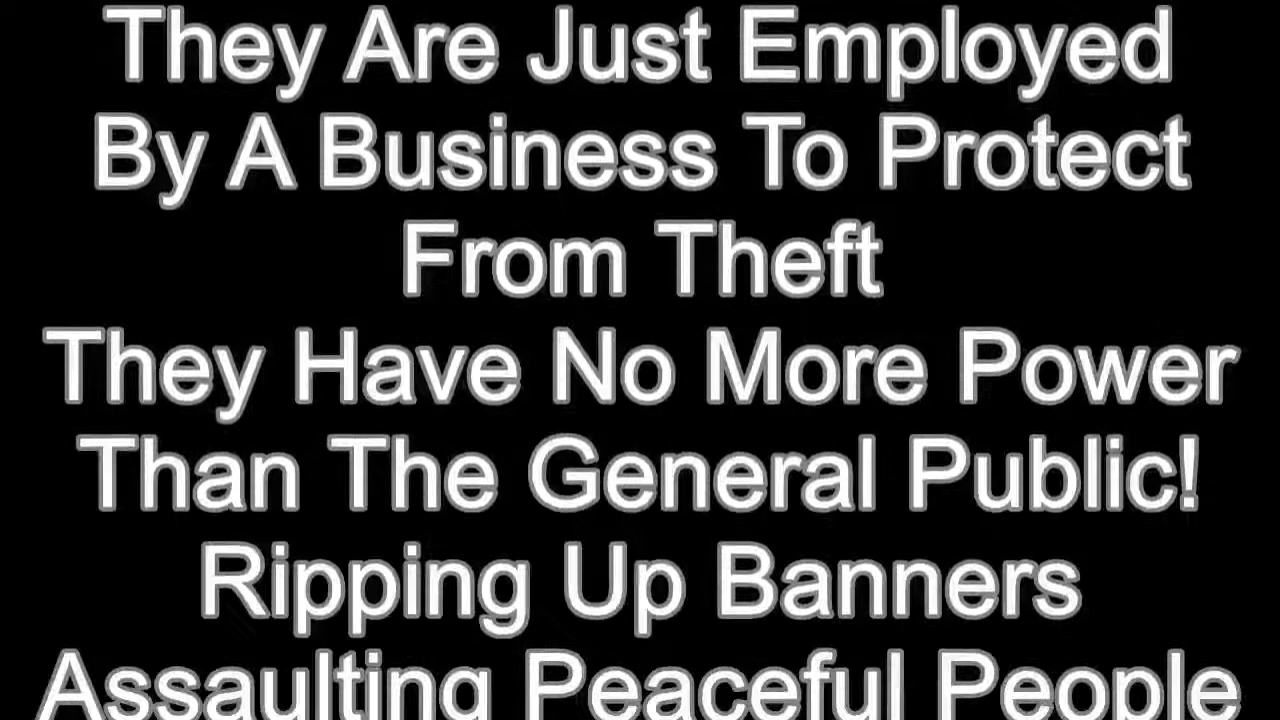 They Are Just Employed
By A Business To Protect
From Theft
They Have No More Power
Than The General Public!
Ripping Up Banners
Assaulting Peaceful People